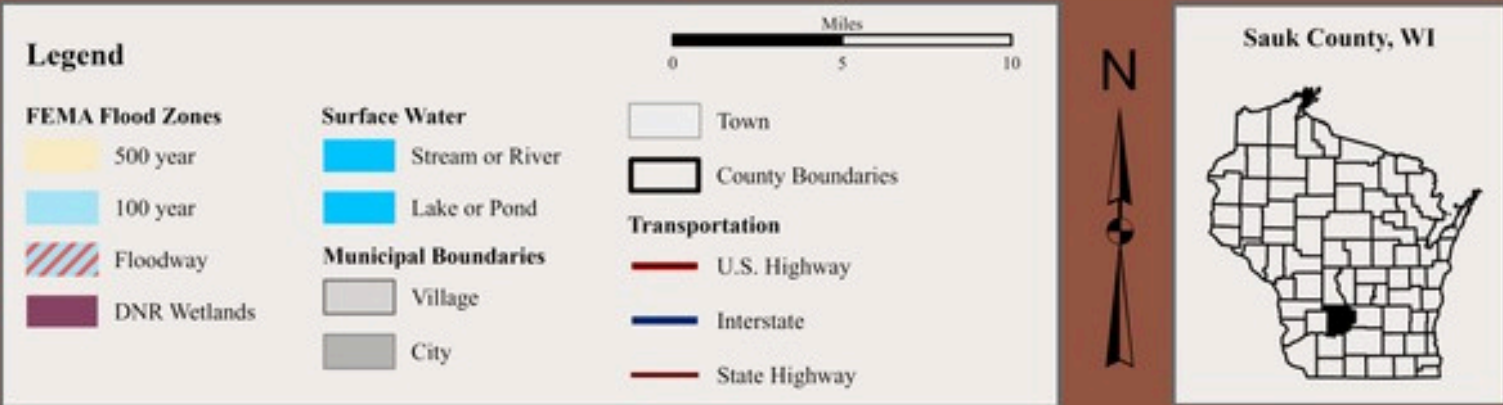 Legend
FEMA Flood Zones
500 year
100 year
Floodway
DNR Wetlands
Surface Water
Stream or River
Lake or Pond
Municipal Boundaries
Village
City
Miles
0 5 10
Town
County Boundaries
Transportation
U.S. Highway
Interstate
State Highway
N
Sauk County, WI